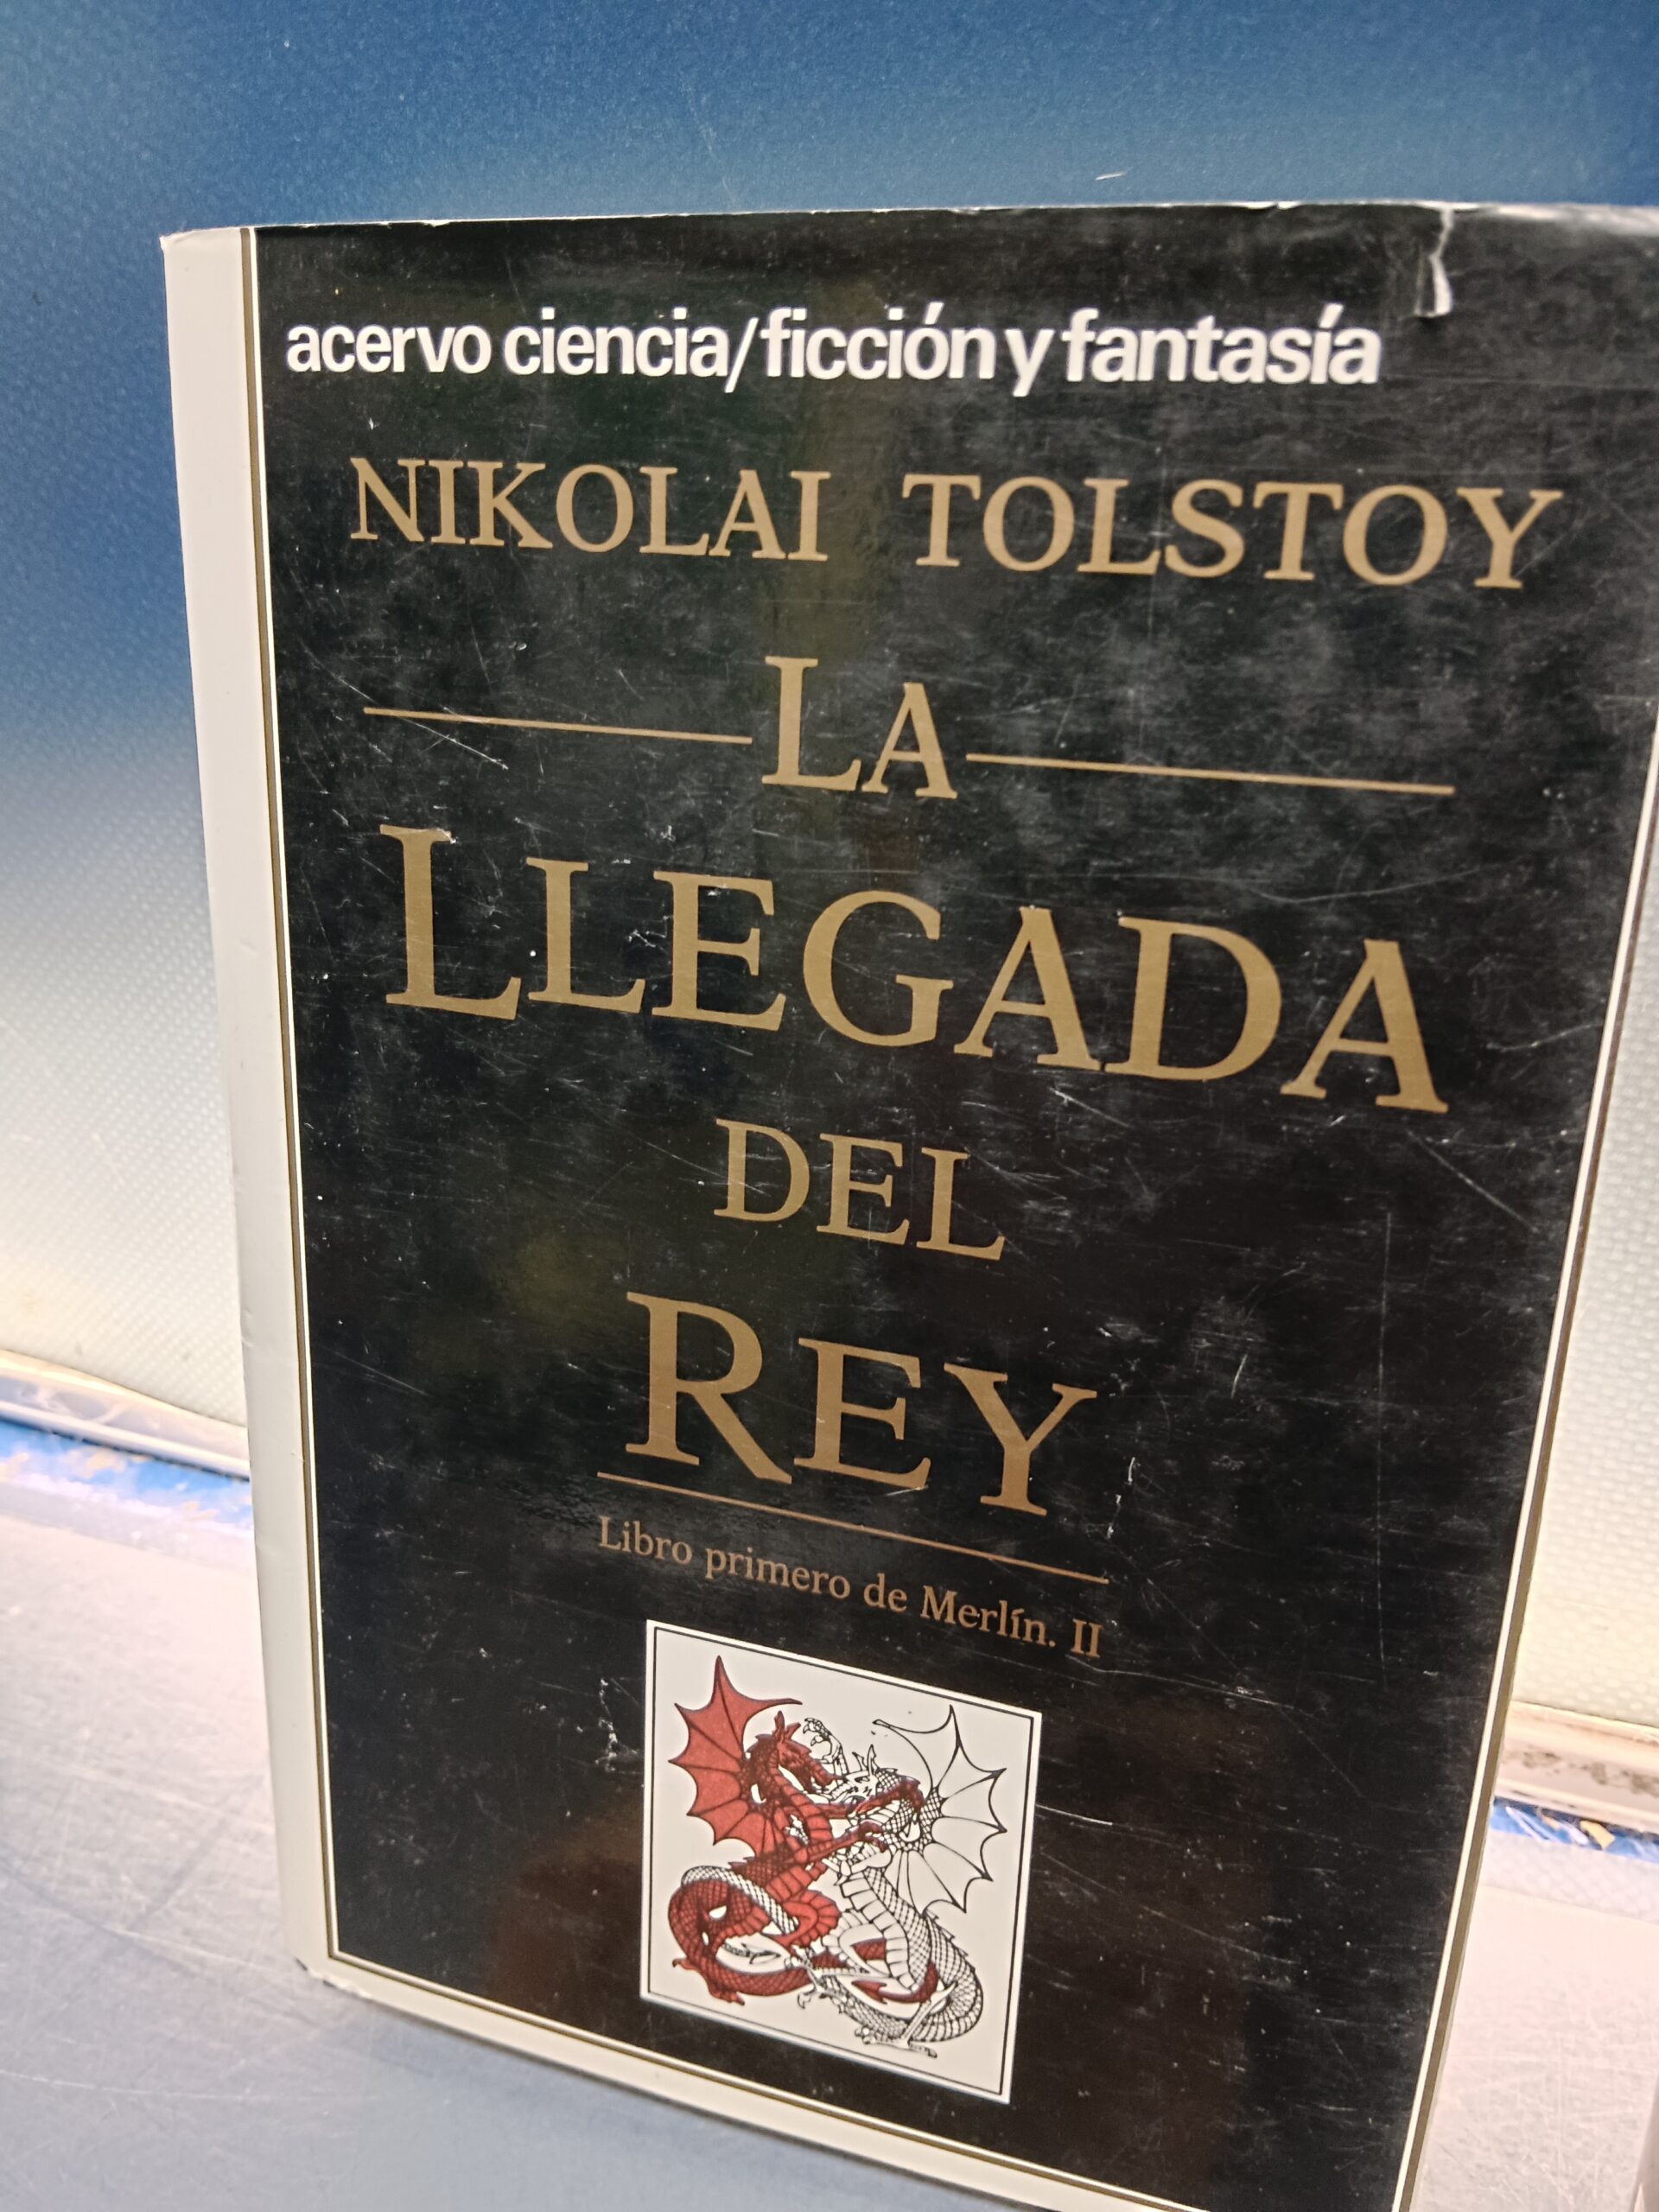 acervo ciencia/ficción y fantasía
NIKOLAI TOLSTOY
LA
LLEGADA
DEL
REY
Libro primero de Merlín. II